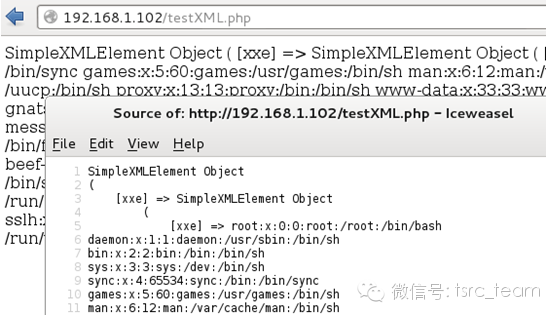 192.168.1.102/testXML.php
SimpleXMLElement Object ( [xxe] => SimpleXMLElement Object ( [
/bin/sync games:x:5:60:games:/usr/games:/bin/sh man:x:6:12:man:/
/uucp:/bin/sh proxy:x:13:13:proxy:/bin:/bin/sh www-data:x:33:33:ww
gnats
mess
/bin/f
beef-
/bin/s
/run/
sslh:x
/run/
Source of: http://192.168.1.102/testXML.php - Iceweasel
File Edit View Help
1 SimpleXMLElement Object
2 (
3 [xxe] => SimpleXMLElement Object
4 (
5 [xxe] => root:x:0:0:root:/root:/bin/bash
6 daemon:x:1:1:daemon:/usr/sbin:/bin/sh
7 bin:x:2:2:bin:/bin:/bin/sh
8 sys:x:3:3:sys:/dev:/bin/sh
9 sync:x:4:65534:sync:/bin:/bin/sync
10 games:x:5:60:games:/usr/games:/bin/sh
11 man:x:6:12:man:/var/cache/man:/bin/sh
微信号: tsrc_team